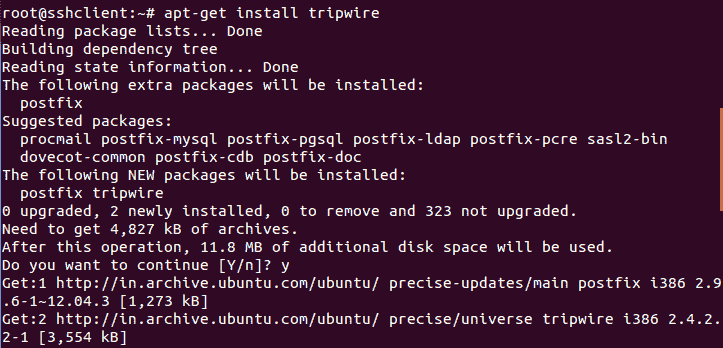 root@sshclient:~# apt-get install tripwire
Reading package lists... Done
Building dependency tree
Reading state information... Done
The following extra packages will be installed:
  postfix
Suggested packages:
  procmail postfix-mysql postfix-pgsql postfix-ldap postfix-pcre sasl2-bin
  dovecot-common postfix-cdb postfix-doc
The following NEW packages will be installed:
  postfix tripwire
0 upgraded, 2 newly installed, 0 to remove and 323 not upgraded.
Need to get 4,827 kB of archives.
After this operation, 11.8 MB of additional disk space will be used.
Do you want to continue [Y/n]? y
Get:1 http://in.archive.ubuntu.com/ubuntu/ precise-updates/main postfix i386 2.9
.6-1~12.04.3 [1,273 kB]
Get:2 http://in.archive.ubuntu.com/ubuntu/ precise/universe tripwire i386 2.4.2.
2-1 [3,554 kB]